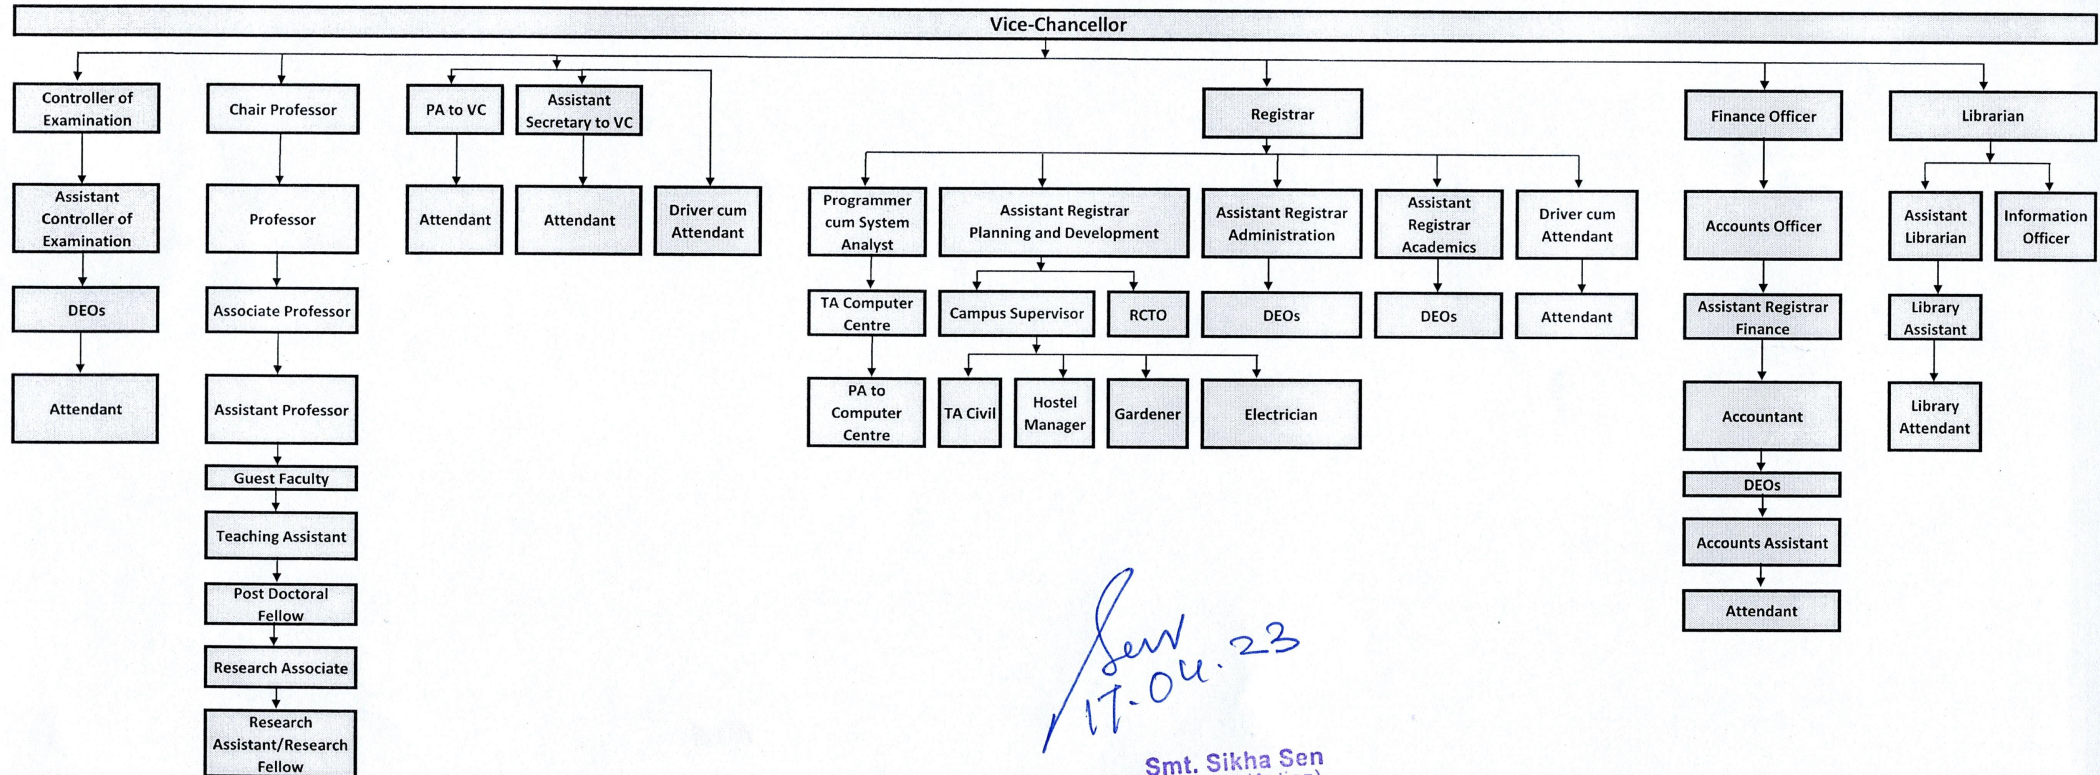 Vice-Chancellor
Controller of
Examination
Chair Professor
PA to VC
Assistant
Secretary to VC
Registrar
Finance Officer
Librarian
Assistant
Controller of
Examination
Professor
Attendant
Attendant
Driver cum
Attendant
Programmer
cum System
Analyst
Assistant Registrar
Planning and Development
Assistant Registrar
Administration
Assistant
Registrar
Academics
Driver cum
Attendant
Accounts Officer
Assistant
Librarian
Information
Officer
DEOs
Associate Professor
TA Computer
Centre
Campus Supervisor
RCTO
DEOs
DEOs
Attendant
Assistant Registrar
Finance
Library
Assistant
Attendant
Assistant Professor
PA to
Computer
Centre
TA Civil
Hostel
Manager
Gardener
Electrician
Accountant
Library
Attendant
Guest Faculty
DEOs
Teaching Assistant
Accounts Assistant
Post Doctoral
Fellow
Attendant
Research Associate
Research
Assistant/Research
Fellow
Sen
17.04.23
Smt. Sikha Sen